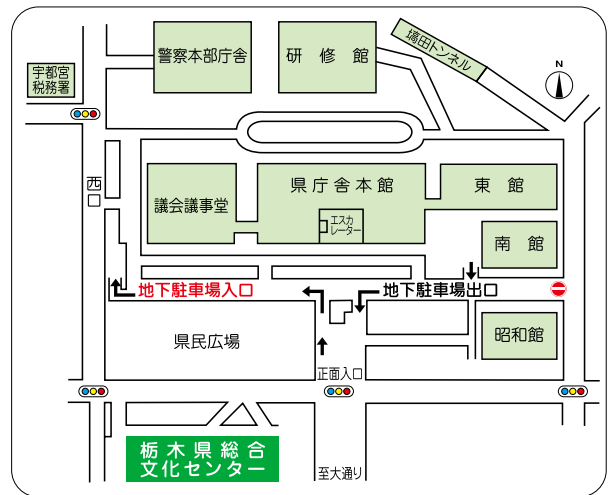 警察本部庁舎
研修館
塙田トンネル
宇都宮
税務署
N
西口
議会議事堂
県庁舎本館
東館
エスカ
レーター
南館
地下駐車場入口
地下駐車場出口
県民広場
昭和館
正面入口
栃木県総合
文化センター
至大通り